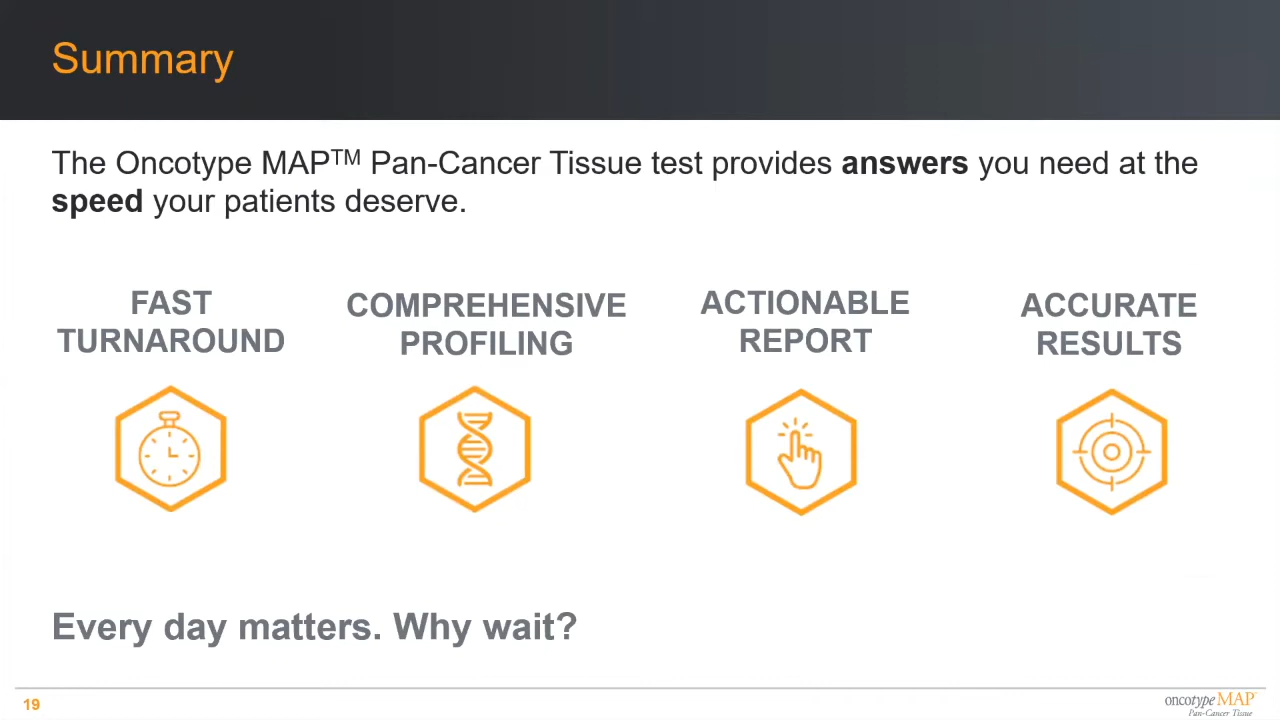 Summary
The Oncotype MAP™ Pan-Cancer Tissue test provides answers you need at the
speed your patients deserve.
FAST
TURNAROUND
COMPREHENSIVE
PROFILING
ACTIONABLE
REPORT
ACCURATE
RESULTS
Every day matters. Why wait?
19
oncotype MAP™
Pan-Cancer Tissue